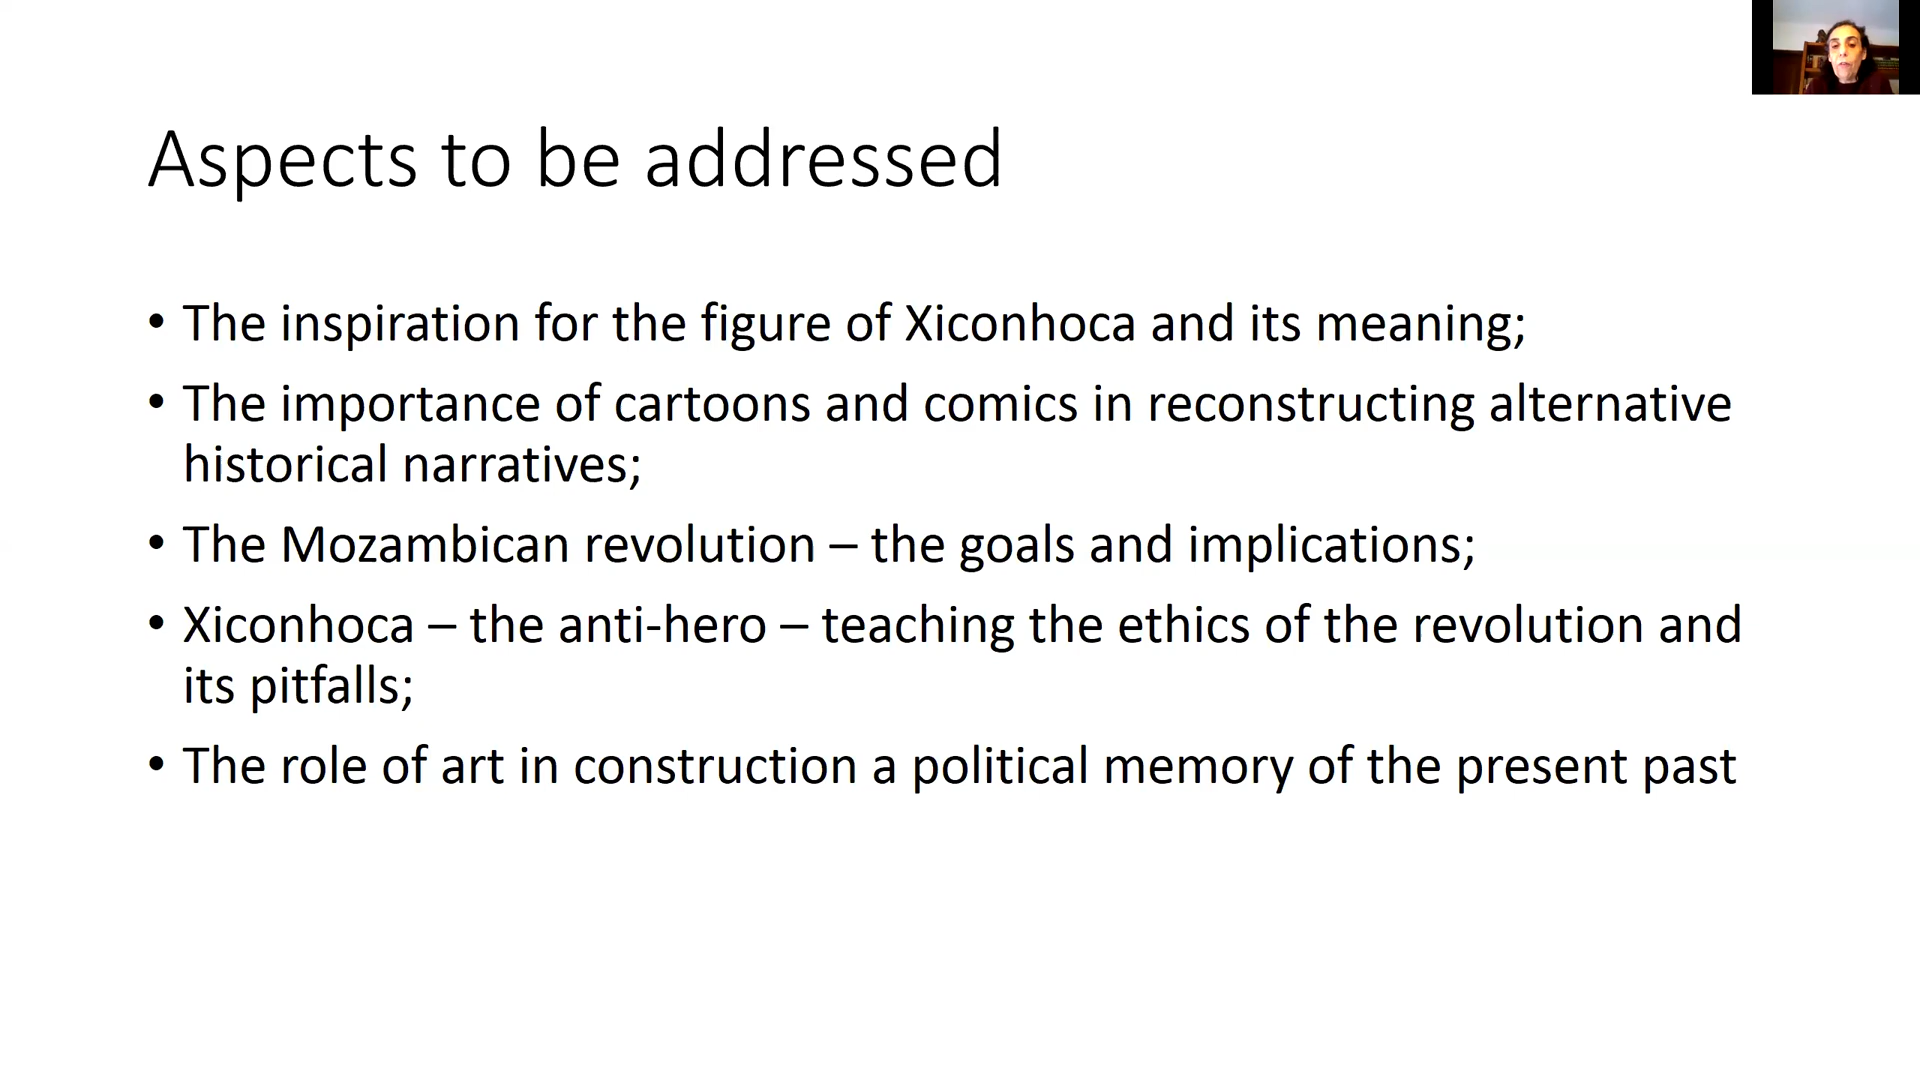 Aspects to be addressed
• The inspiration for the figure of Xiconhoca and its meaning;
• The importance of cartoons and comics in reconstructing alternative
historical narratives;
• The Mozambican revolution – the goals and implications;
• Xiconhoca – the anti-hero – teaching the ethics of the revolution and
its pitfalls;
• The role of art in construction a political memory of the present past